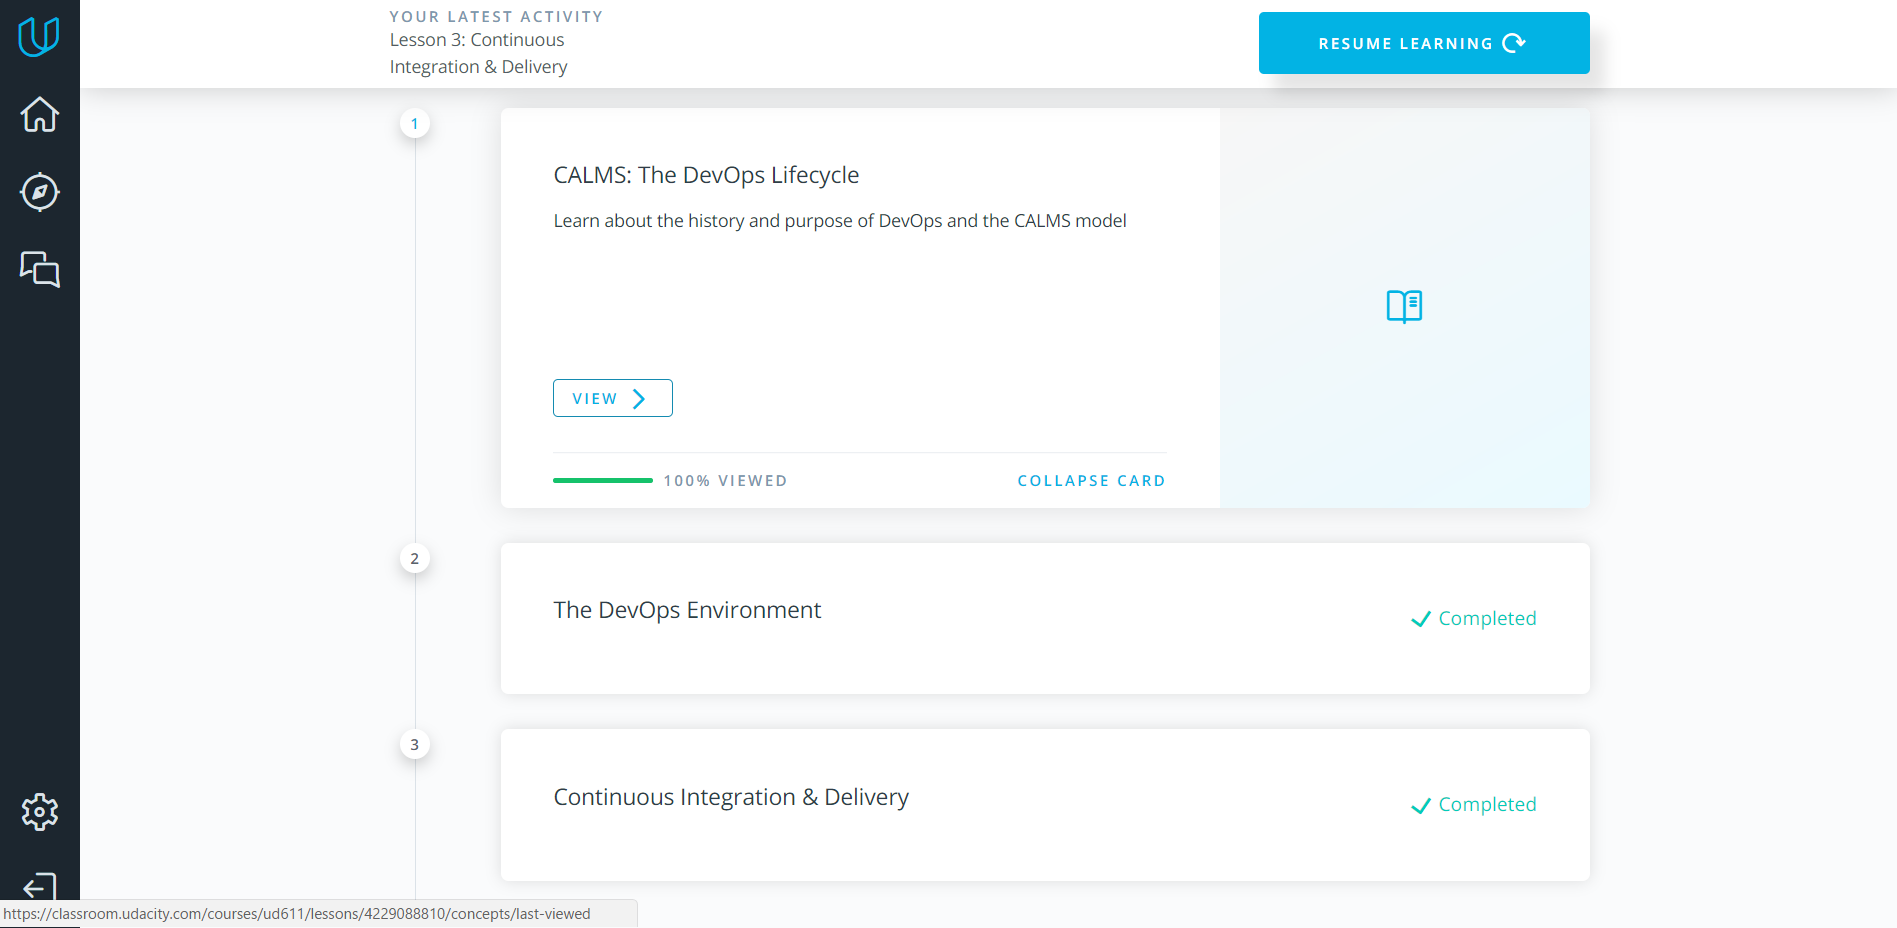 YOUR LATEST ACTIVITY
Lesson 3: Continuous
Integration & Delivery
RESUME LEARNING
1
CALMS: The DevOps Lifecycle
Learn about the history and purpose of DevOps and the CALMS model
VIEW
100% VIEWED
COLLAPSE CARD
2
The DevOps Environment
Completed
3
Continuous Integration & Delivery
Completed
https://classroom.udacity.com/courses/ud611/lessons/4229088810/concepts/last-viewed